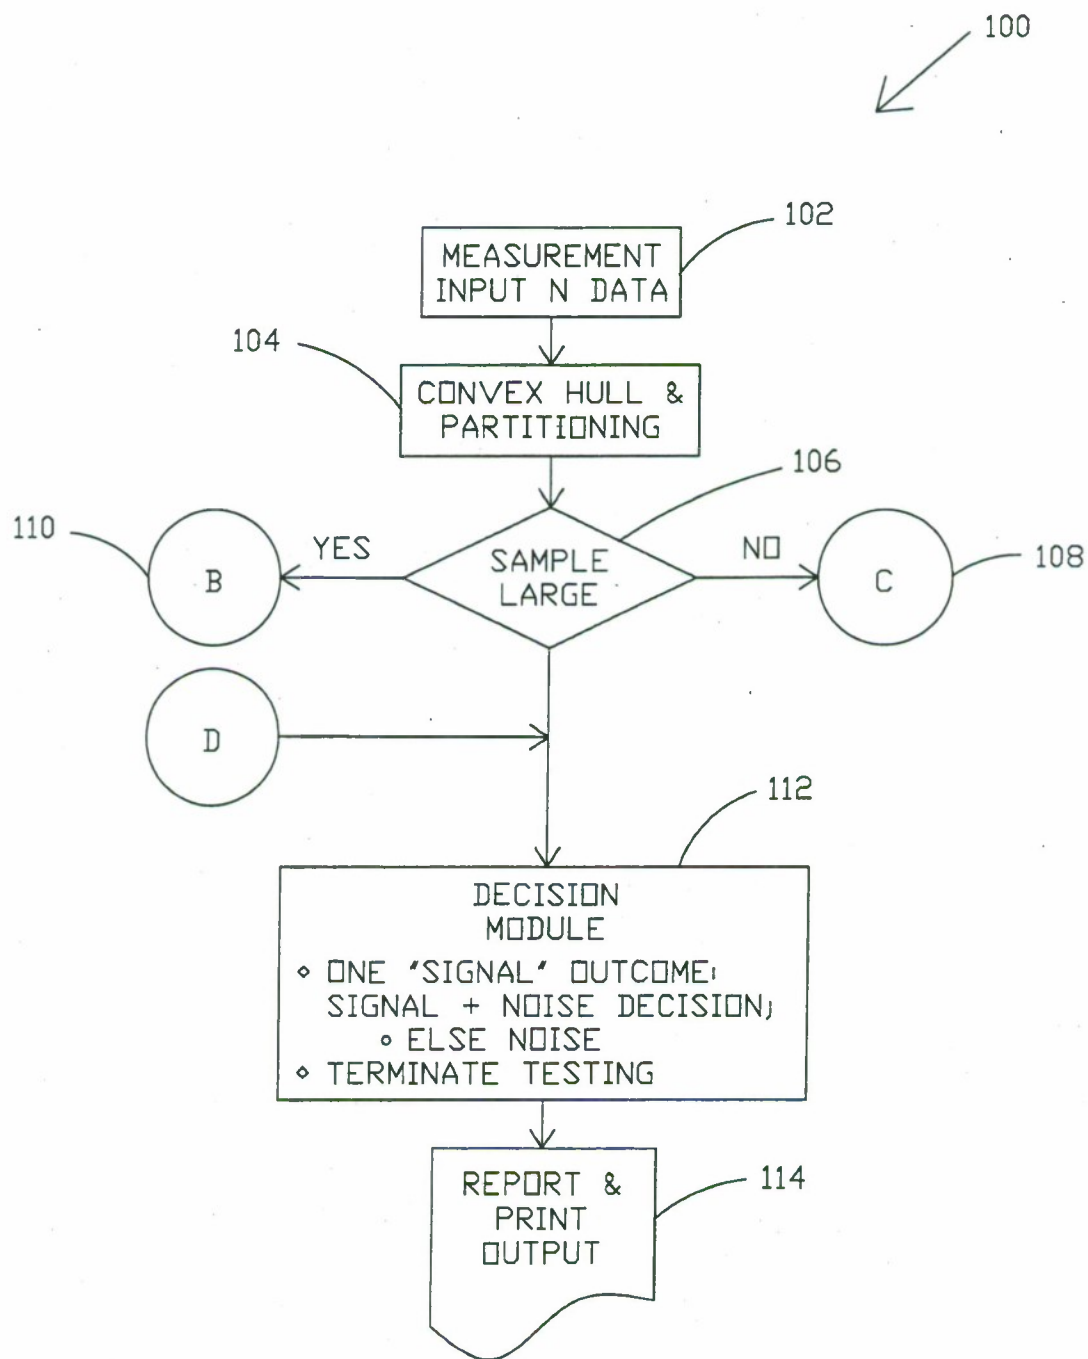 100
102
MEASUREMENT
INPUT N DATA
104
CONVEX HULL &
PARTITIONING
106
110
YES
NO
108
B
SAMPLE
LARGE
C
D
112
DECISION
MODULE
⋄ ONE "SIGNAL" OUTCOME:
SIGNAL + NOISE DECISION;
∘ ELSE NOISE
⋄ TERMINATE TESTING
114
REPORT &
PRINT
OUTPUT